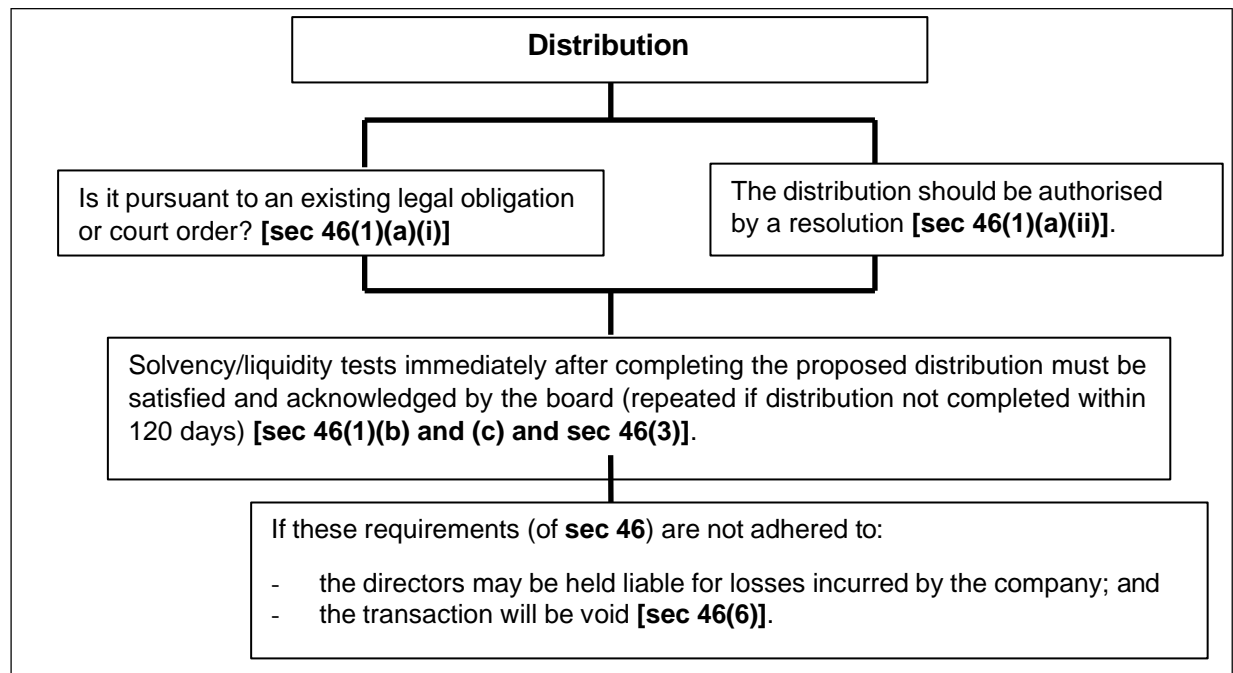 Distribution
Is it pursuant to an existing legal obligation
or court order? [sec 46(1)(a)(i)]
The distribution should be authorised
by a resolution [sec 46(1)(a)(ii)].
Solvency/liquidity tests immediately after completing the proposed distribution must be
satisfied and acknowledged by the board (repeated if distribution not completed within
120 days) [sec 46(1)(b) and (c) and sec 46(3)].
If these requirements (of sec 46) are not adhered to:
- the directors may be held liable for losses incurred by the company; and
- the transaction will be void [sec 46(6)].